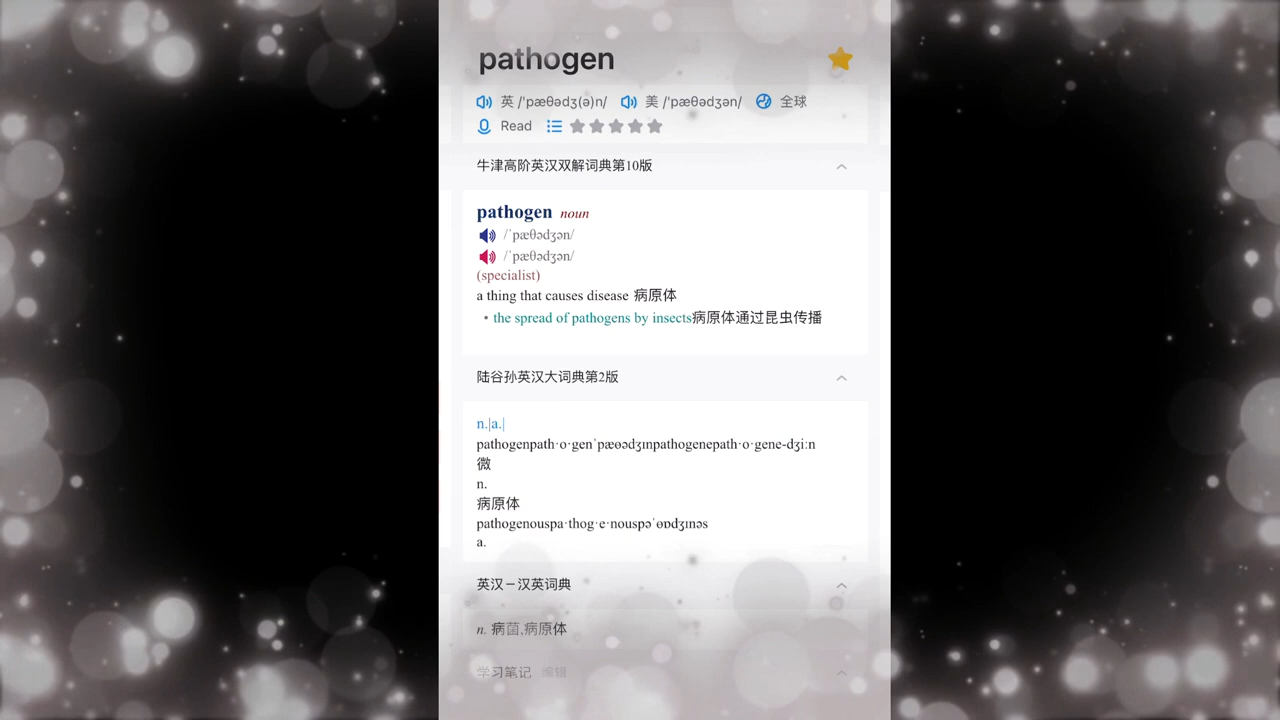 pathogen
英 /ˈpæθədʒ(ə)n/ 美 /ˈpæθədʒən/ 全球
Read
牛津高阶英汉双解词典第10版
pathogen noun
/ˈpæθədʒən/
/ˈpæθədʒən/
(specialist)
a thing that causes disease 病原体
• the spread of pathogens by insects病原体通过昆虫传播
陆谷孙英汉大词典第2版
n.|a.|
pathogenpath·o·genˈpæɵədʒɪnpathogenepath·o·gene-dʒiːn
微
n.
病原体
pathogenouspa·thog·e·nouspəˈɵɒdʒɪnəs
a.
英汉－汉英词典
n. 病菌,病原体
学习笔记 编辑